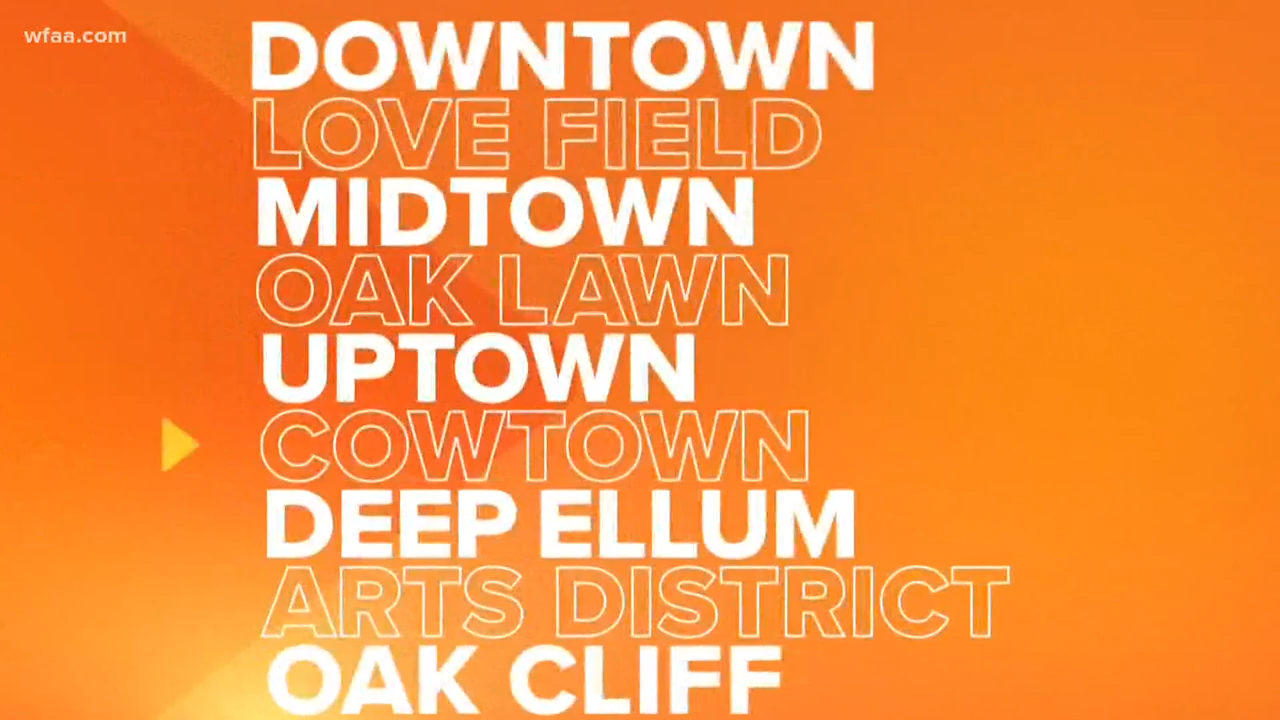 wfaa.com
DOWNTOWN
LOVE FIELD
MIDTOWN
OAK LAWN
UPTOWN
COWTOWN
DEEP ELLUM
ARTS DISTRICT
OAK CLIFF